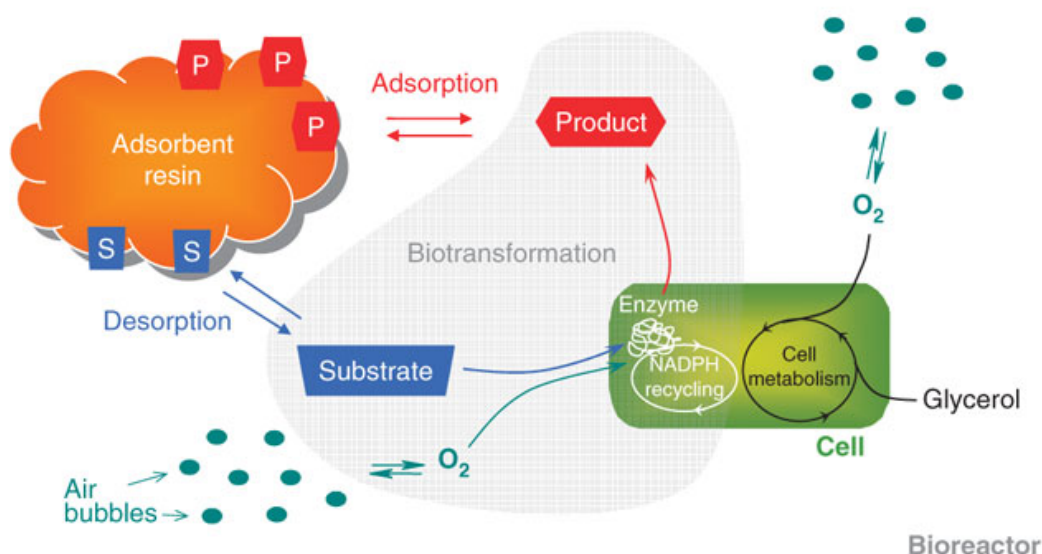 P
P
P
Adsorption
Product
Adsorbent
resin
O2
S
S
Biotransformation
Desorption
Enzyme
Substrate
NADPH
recycling
Cell
metabolism
Glycerol
Cell
O2
Air
bubbles
Bioreactor